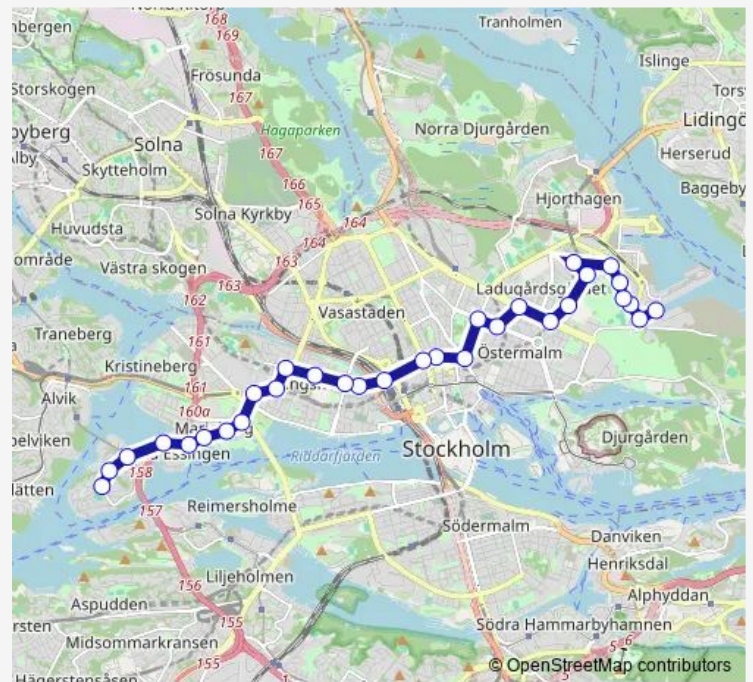 168
Tranholmen
169
Islinge
Frösunda
Storskogen
167
Lidingö
Hagaparken
Norra Djurgården
Solna
Herserud
167
Skytteholm
166
Baggeby
Hjorthagen
165
Solna Kyrkby
164
Huvudsta
164
163
Västra skogen
163
162
Vasastaden
Traneberg
161
Östermalm
Kristineberg
161
Alvik
160a
Djurgården
Stockholm
Essingen
Riddarfjärden
158
Reimersholme
157
Södermalm
Danviken
Henriksdal
156
Liljeholmen
Alphyddan
Aspudden
155
Södra Hammarbyhamnen
Midsommarkransen
155
© OpenStreetMap contributors